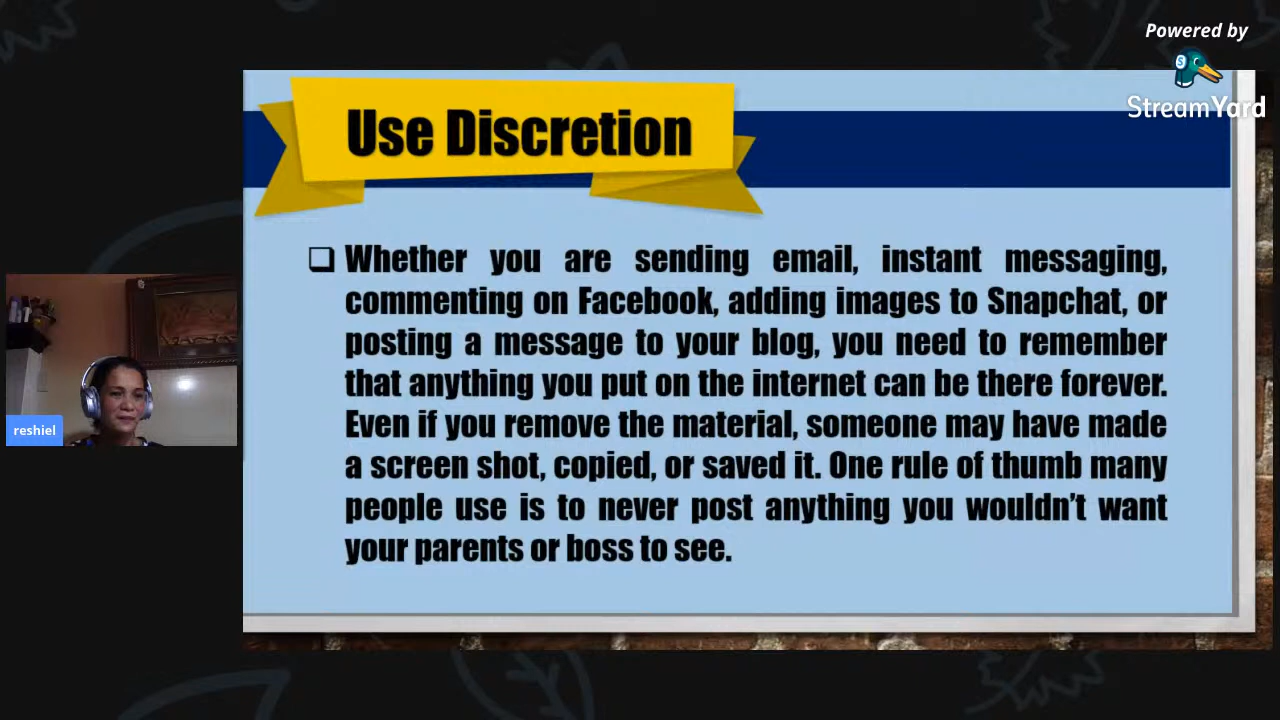 Powered by
StreamYard
Use Discretion
Whether you are sending email, instant messaging,
commenting on Facebook, adding images to Snapchat, or
posting a message to your blog, you need to remember
that anything you put on the internet can be there forever.
Even if you remove the material, someone may have made
a screen shot, copied, or saved it. One rule of thumb many
people use is to never post anything you wouldn't want
your parents or boss to see.
reshiel